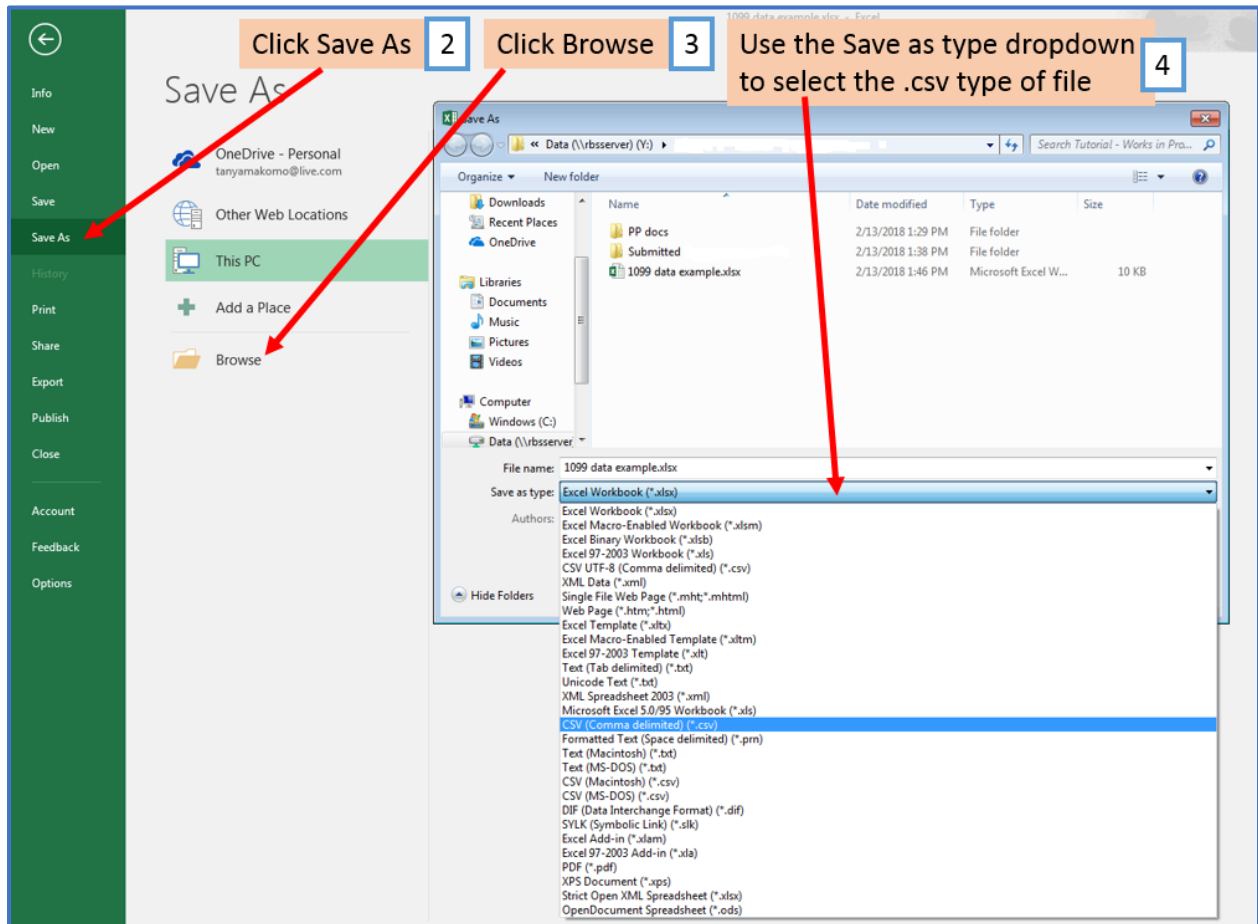 1099 data example.xlsx - Excel
Click Save As 2
Click Browse 3
Use the Save as type dropdown
to select the .csv type of file
4
Info
New
Open
Save
Save As
History
Print
Share
Export
Publish
Close
Account
Feedback
Options
Save As
OneDrive - Personal
tanyamakomo@live.com
Other Web Locations
This PC
Add a Place
Browse
Save As
« Data (\\rbsserver) (Y:)
Search Tutorial - Works in Pro...
Organize New folder
Name Date modified Type Size
Downloads
Recent Places
OneDrive
Libraries
Documents
Music
Pictures
Videos
Computer
Windows (C:)
Data (\\rbsserver
PP docs 2/13/2018 1:29 PM File folder
Submitted 2/13/2018 1:38 PM File folder
1099 data example.xlsx 2/13/2018 1:46 PM Microsoft Excel W... 10 KB
File name: 1099 data example.xlsx
Save as type: Excel Workbook (*.xlsx)
Authors:
Hide Folders
Excel Workbook (*.xlsx)
Excel Macro-Enabled Workbook (*.xlsm)
Excel Binary Workbook (*.xlsb)
Excel 97-2003 Workbook (*.xls)
CSV UTF-8 (Comma delimited) (*.csv)
XML Data (*.xml)
Single File Web Page (*.mht;*.mhtml)
Web Page (*.htm;*.html)
Excel Template (*.xltx)
Excel Macro-Enabled Template (*.xltm)
Excel 97-2003 Template (*.xlt)
Text (Tab delimited) (*.txt)
Unicode Text (*.txt)
XML Spreadsheet 2003 (*.xml)
Microsoft Excel 5.0/95 Workbook (*.xls)
CSV (Comma delimited) (*.csv)
Formatted Text (Space delimited) (*.prn)
Text (Macintosh) (*.txt)
Text (MS-DOS) (*.txt)
CSV (Macintosh) (*.csv)
CSV (MS-DOS) (*.csv)
DIF (Data Interchange Format) (*.dif)
SYLK (Symbolic Link) (*.slk)
Excel Add-in (*.xlam)
Excel 97-2003 Add-in (*.xla)
PDF (*.pdf)
XPS Document (*.xps)
Strict Open XML Spreadsheet (*.xlsx)
OpenDocument Spreadsheet (*.ods)